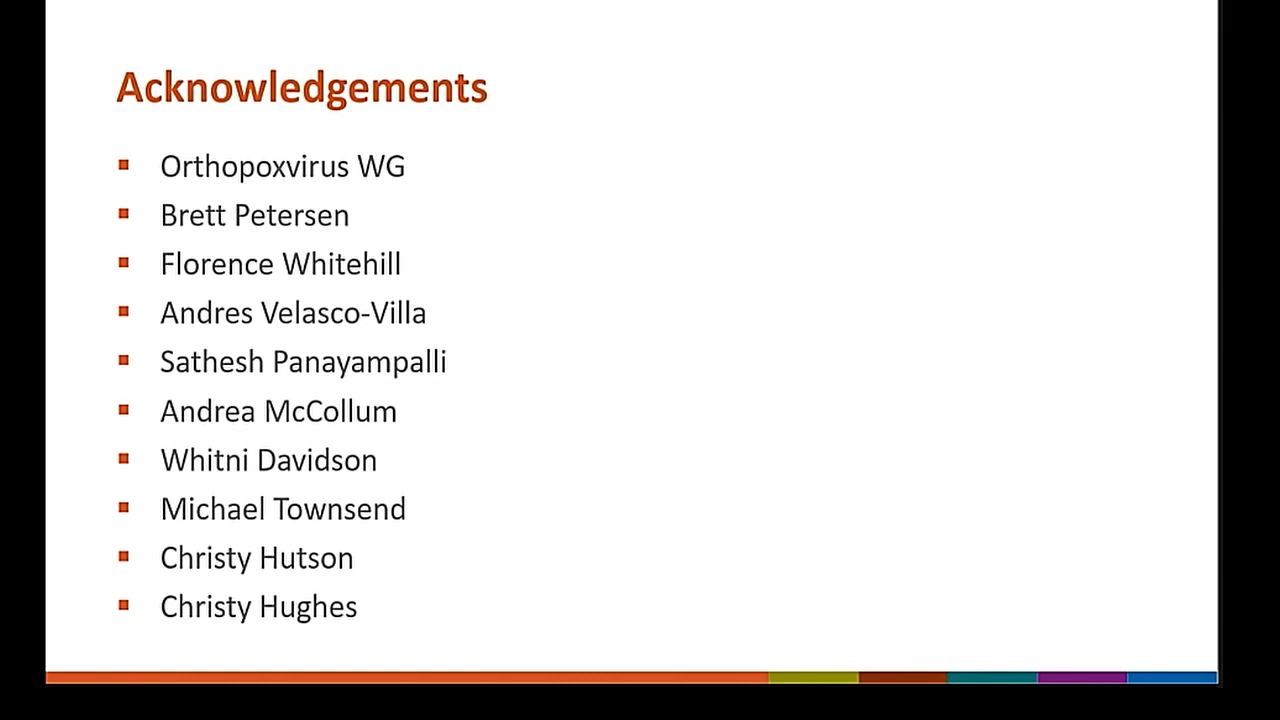 Acknowledgements
Orthopoxvirus WG
Brett Petersen
Florence Whitehill
Andres Velasco-Villa
Sathesh Panayampalli
Andrea McCollum
Whitni Davidson
Michael Townsend
Christy Hutson
Christy Hughes